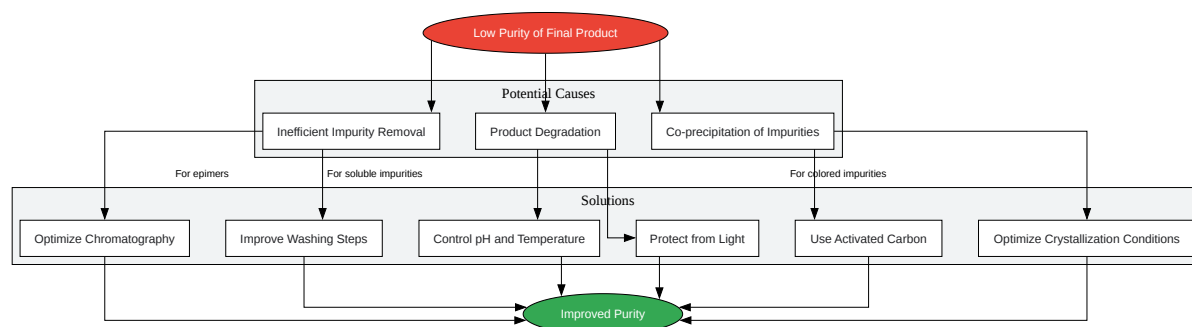 Low Purity of Final Product
Potential Causes
Inefficient Impurity Removal
Product Degradation
Co-precipitation of Impurities
For epimers
For soluble impurities
For colored impurities
Solutions
Optimize Chromatography
Improve Washing Steps
Control pH and Temperature
Protect from Light
Use Activated Carbon
Optimize Crystallization Conditions
Improved Purity